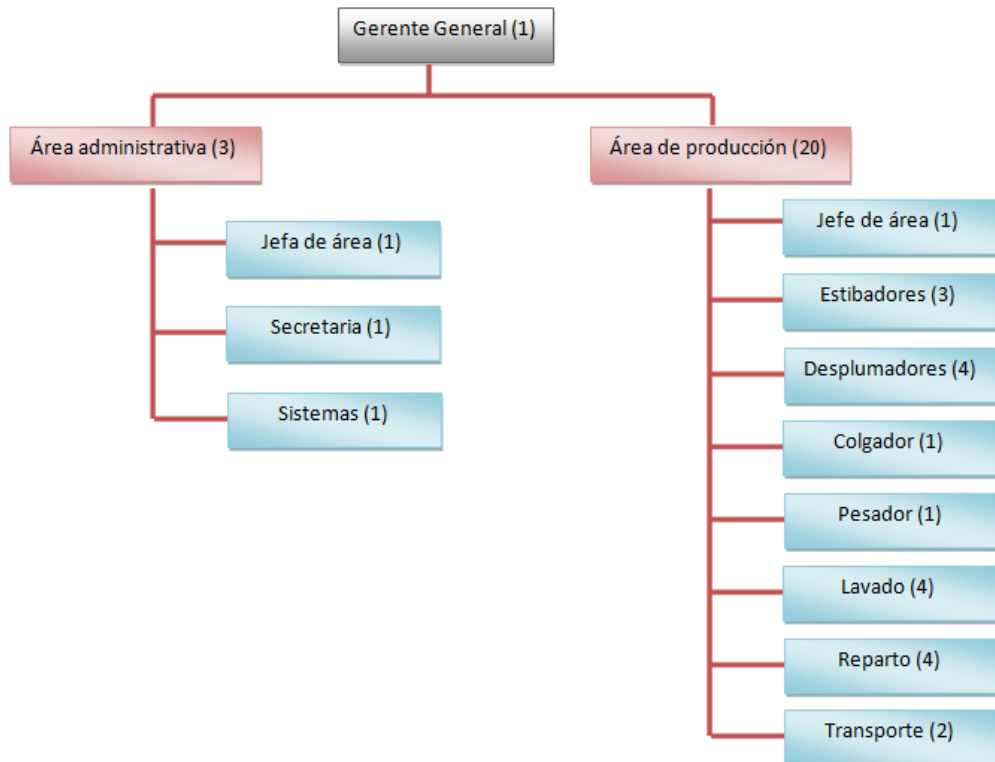 Gerente General (1)
Área administrativa (3)
Jefa de área (1)
Secretaria (1)
Sistemas (1)
Área de producción (20)
Jefe de área (1)
Estibadores (3)
Desplumadores (4)
Colgador (1)
Pesador (1)
Lavado (4)
Reparto (4)
Transporte (2)